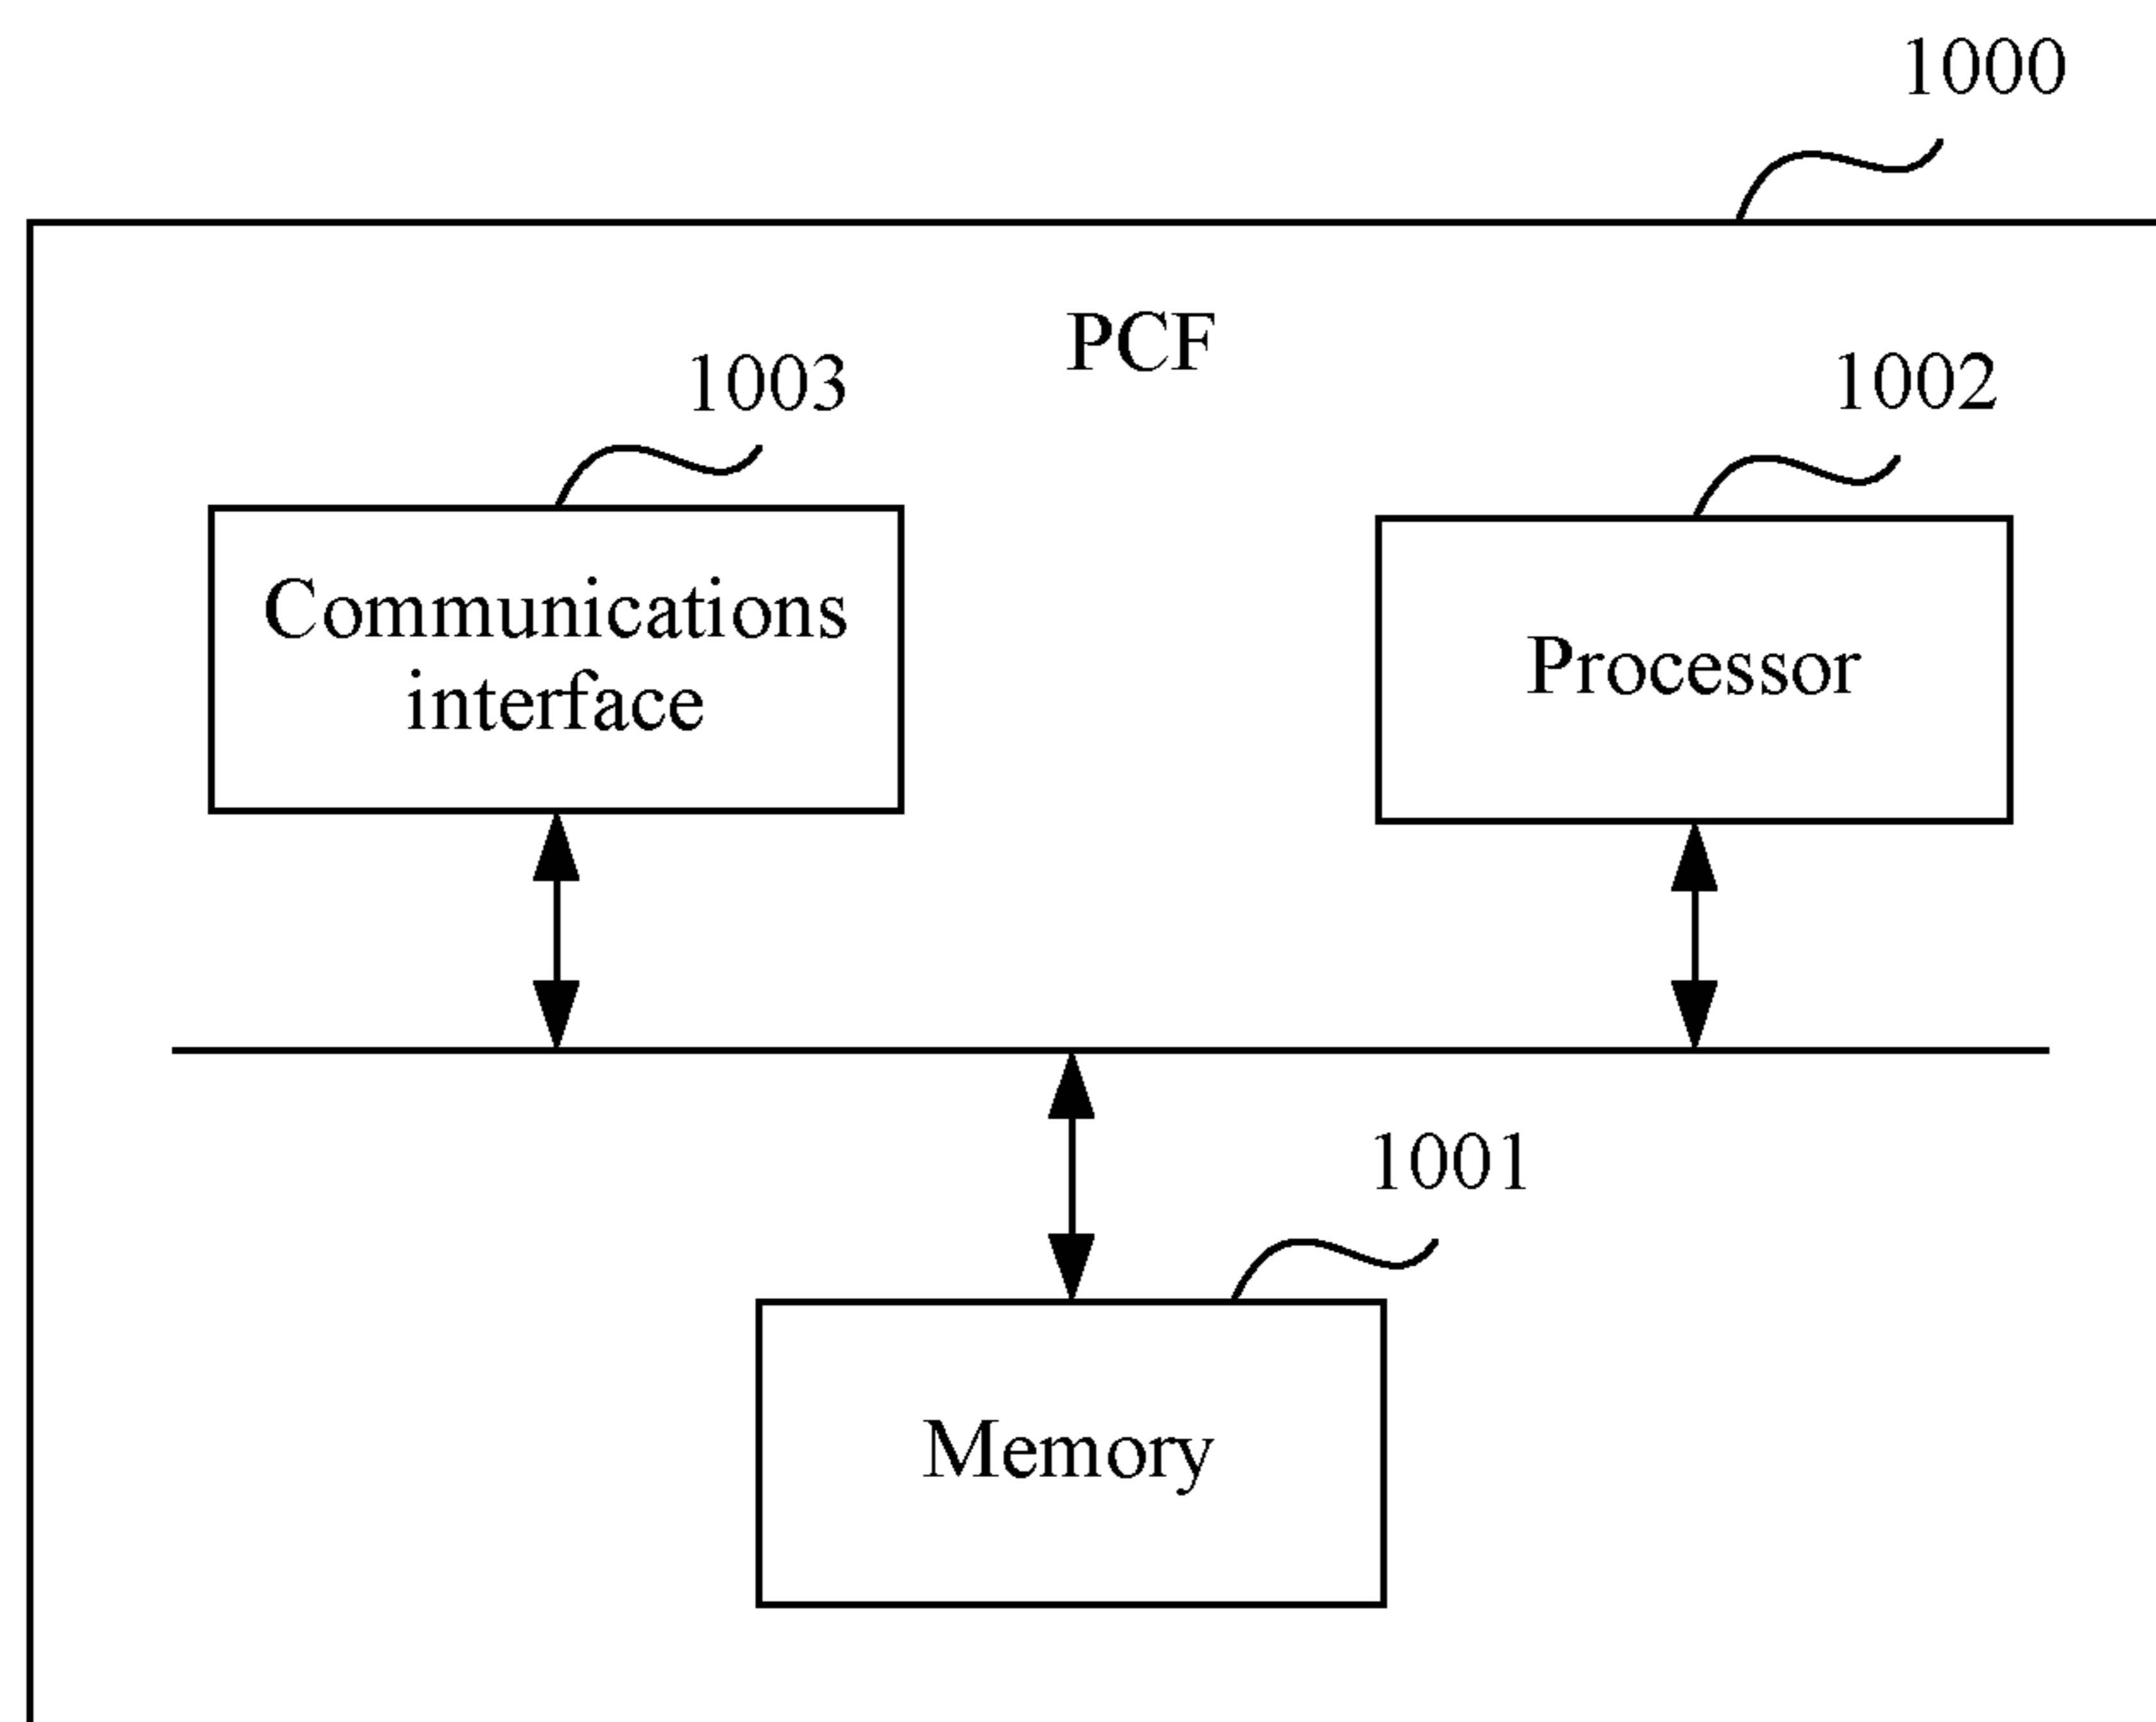 1000
PCF
1003
1002
Communications
interface
Processor
1001
Memory